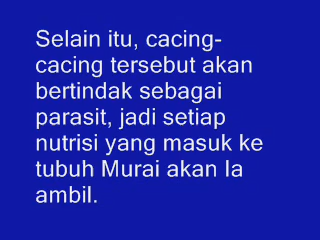 Selain itu, cacing-
cacing tersebut akan
bertindak sebagai
parasit, jadi setiap
nutrisi yang masuk ke
tubuh Murai akan Ia
ambil.